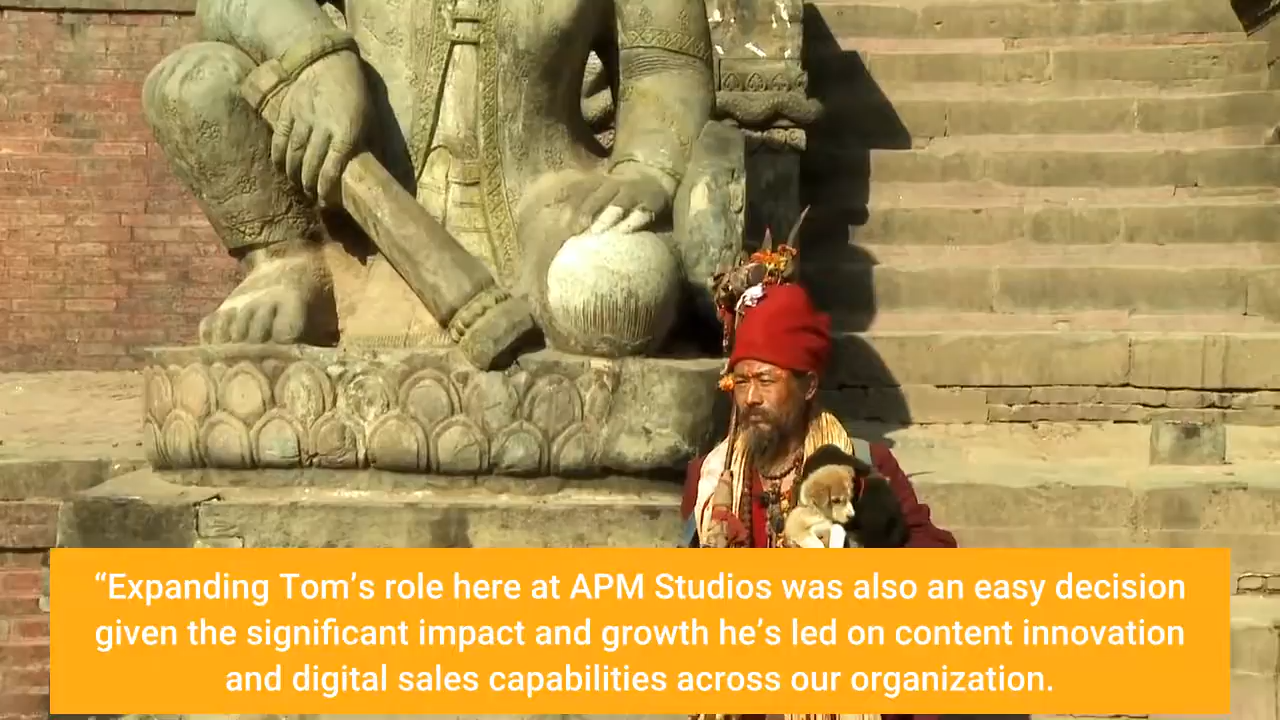 “Expanding Tom’s role here at APM Studios was also an easy decision
given the significant impact and growth he’s led on content innovation
and digital sales capabilities across our organization.